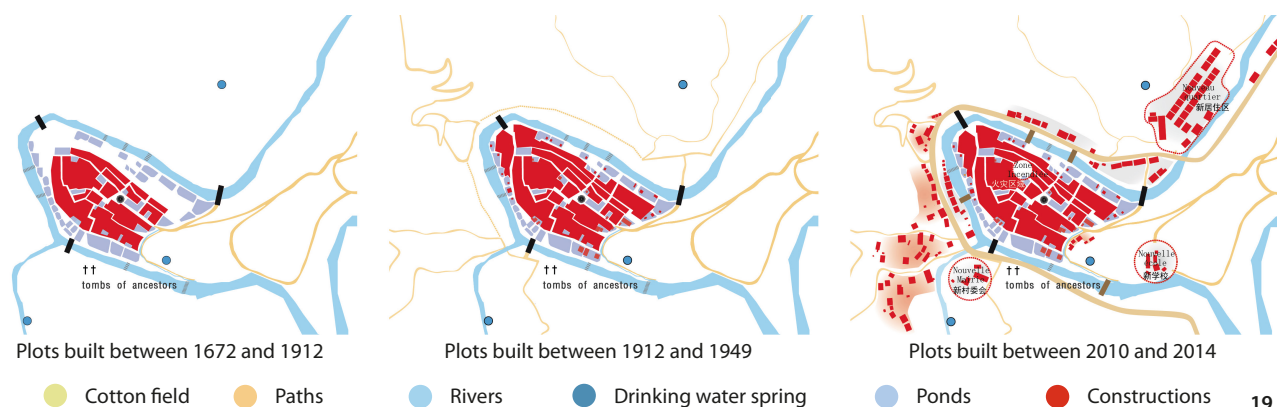 tombs of ancestors
Plots built between 1672 and 1912
tombs of ancestors
Plots built between 1912 and 1949
Nouveau
Quartier
新居住区
Zone
Incendiée
火灾区域
Nouvelle
école
新学校
Nouvelle
Mairie
新村委会
tombs of ancestors
Plots built between 2010 and 2014
Cotton field
Paths
Rivers
Drinking water spring
Ponds
Constructions
19